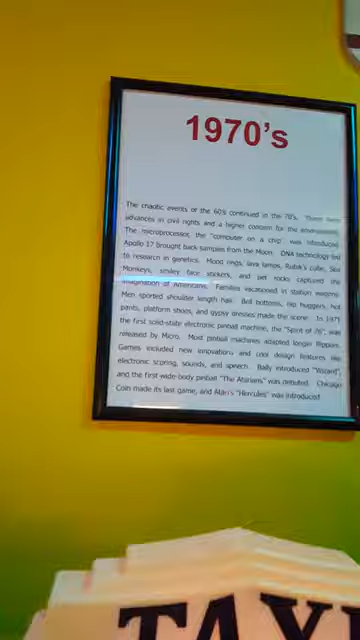 1970's
The chaotic events of the 60's continued in the 70's. There were
advances in civil rights and a higher concern for the environment.
The microprocessor, the "computer on a chip" was introduced.
Apollo 17 brought back samples from the Moon. DNA technology led
to research in genetics. Mood rings, lava lamps, Rubik's cube, Sea
Monkeys, smiley face stickers, and pet rocks captured the
imagination of Americans. Families vacationed in station wagons.
Men sported shoulder length hair. Bell bottoms, hip huggers, hot
pants, platform shoes, and gypsy dresses made the scene. In 1971
the first solid-state electronic pinball machine, the "Spirit of 76", was
released by Micro. Most pinball machines adapted longer flippers.
Games included new innovation, and cool design features like
electronic scoring, sounds, and speech. Bally introduced "Wizard",
and the first wide-body pinball "The Atarians" was debuted. Chicago
Coin made its last game, and Atari's "Hercules" was introduced.
TAXI